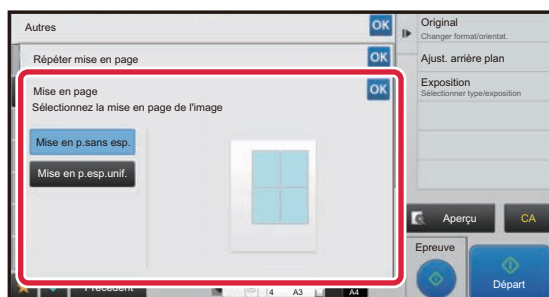 Autres
OK
Répéter mise en page
OK
Mise en page
OK
Sélectionnez la mise en page de l'image
Mise en p.sans esp.
Mise en p.esp.unif.
Précédent
4
A3
A4
Original
Changer format/orientat.
Ajust. arrière plan
Exposition
Sélectionner type/exposition
Aperçu
CA
Epreuve
Départ